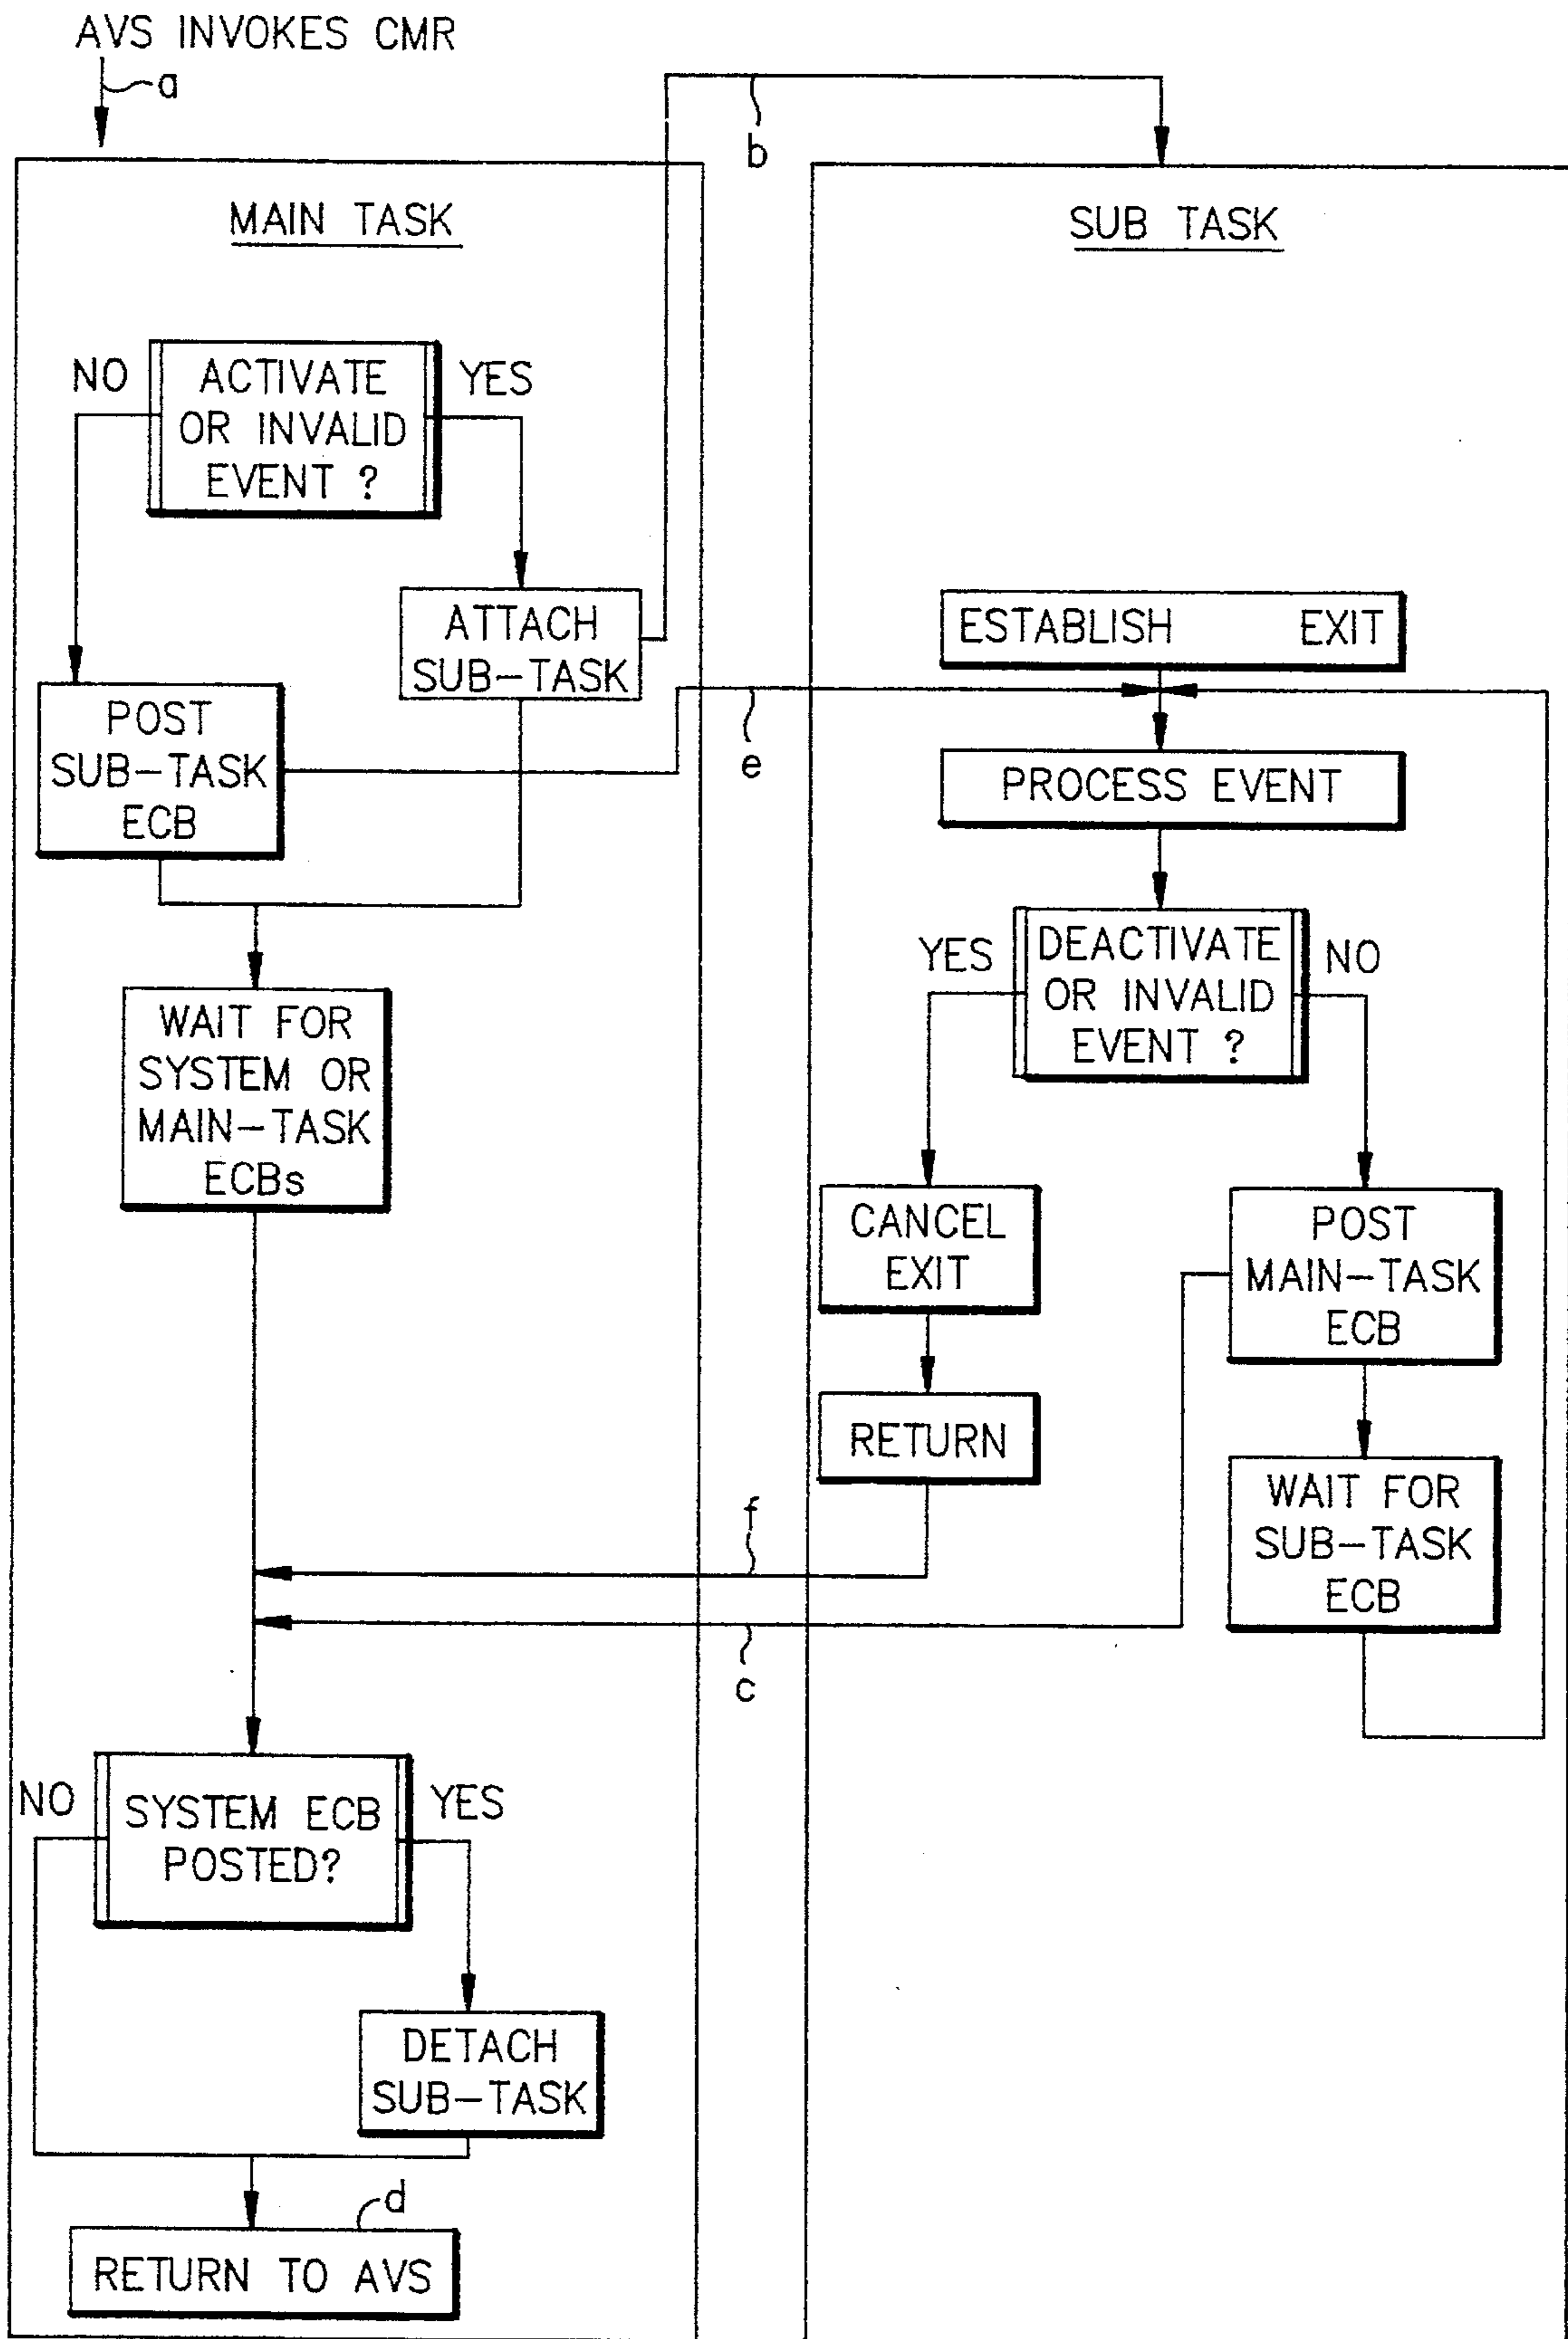 AVS INVOKES CMR
a
b
MAIN TASK
NO
ACTIVATE
OR INVALID
EVENT ?
YES
ATTACH
SUB-TASK
POST
SUB-TASK
ECB
e
WAIT FOR
SYSTEM OR
MAIN-TASK
ECBs
f
c
NO
SYSTEM ECB
POSTED?
YES
DETACH
SUB-TASK
d
RETURN TO AVS
SUB TASK
ESTABLISH EXIT
PROCESS EVENT
YES
DEACTIVATE
OR INVALID
EVENT ?
NO
CANCEL
EXIT
RETURN
POST
MAIN-TASK
ECB
WAIT FOR
SUB-TASK
ECB